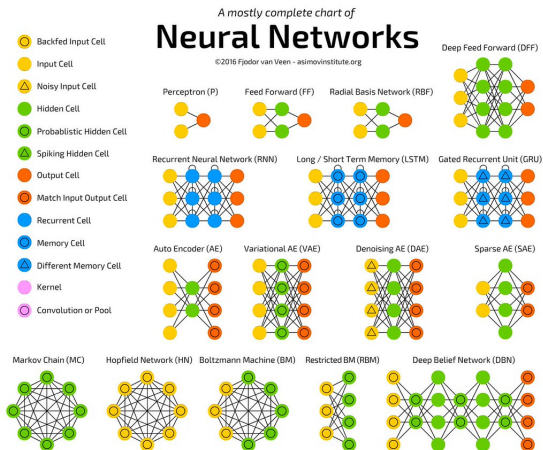 A mostly complete chart of
Neural Networks
©2016 Fjodor van Veen - asimovinstitute.org
Backfed Input Cell
Input Cell
Noisy Input Cell
Hidden Cell
Probablistic Hidden Cell
Spiking Hidden Cell
Output Cell
Match Input Output Cell
Recurrent Cell
Memory Cell
Different Memory Cell
Kernel
Convolution or Pool
Deep Feed Forward (DFF)
Perceptron (P)
Feed Forward (FF)
Radial Basis Network (RBF)
Recurrent Neural Network (RNN)
Long / Short Term Memory (LSTM)
Gated Recurrent Unit (GRU)
Auto Encoder (AE)
Variational AE (VAE)
Denoising AE (DAE)
Sparse AE (SAE)
Markov Chain (MC)
Hopfield Network (HN)
Boltzmann Machine (BM)
Restricted BM (RBM)
Deep Belief Network (DBN)